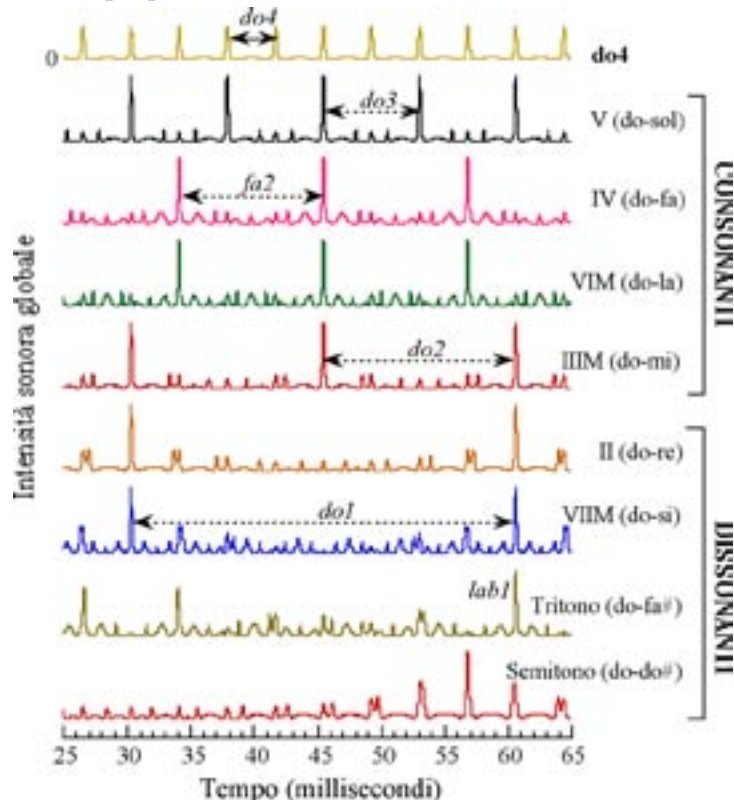 do4
0
do4
do3
V (do-sol)
fa2
IV (do-fa)
VIM (do-la)
do2
IIIM (do-mi)
II (do-re)
do1
VIIM (do-si)
lab1
Tritono (do-fa#)
Semitono (do-do#)
CONSONANTI
DISSONANTI
Intensità sonora globale
25 30 35 40 45 50 55 60 65
Tempo (millisecondi)